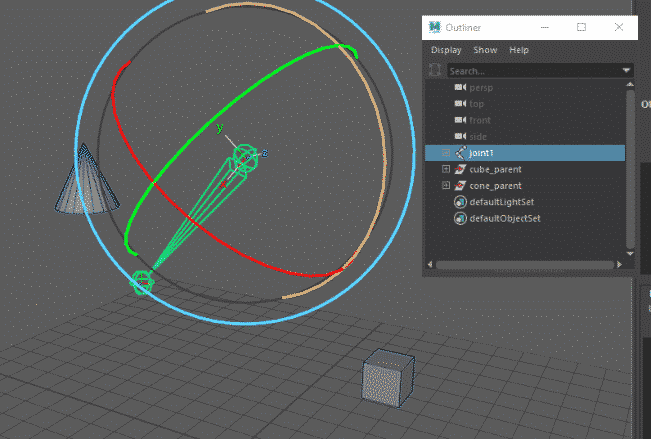 Outliner
Display Show Help
Search...
persp
top
front
side
joint1
cube_parent
cone_parent
defaultLightSet
defaultObjectSet
y
z